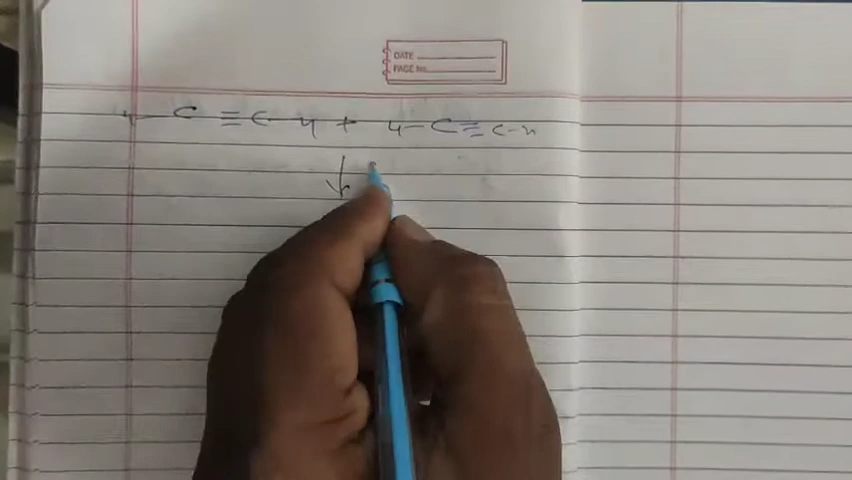 DATE
PAGE No.
H-C≡C-H + H-C≡C-H
↓